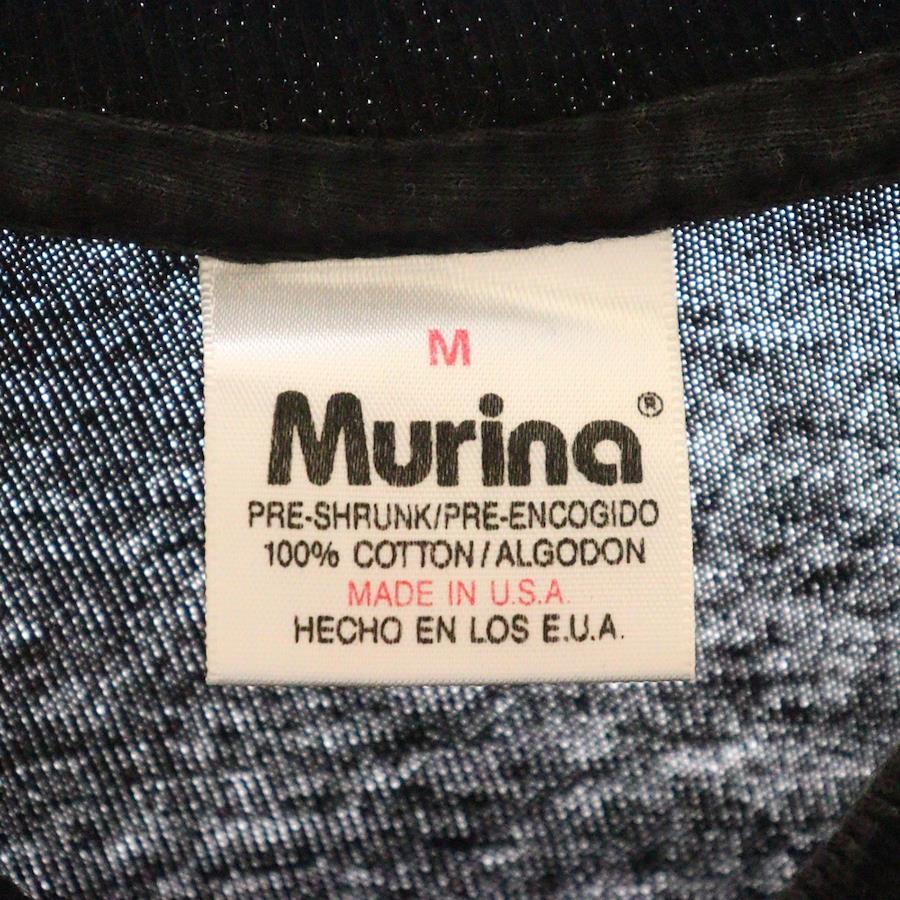 M
Murina®
PRE-SHRUNK/PRE-ENCOGIDO
100% COTTON/ALGODON
MADE IN U.S.A.
HECHO EN LOS E.U.A.